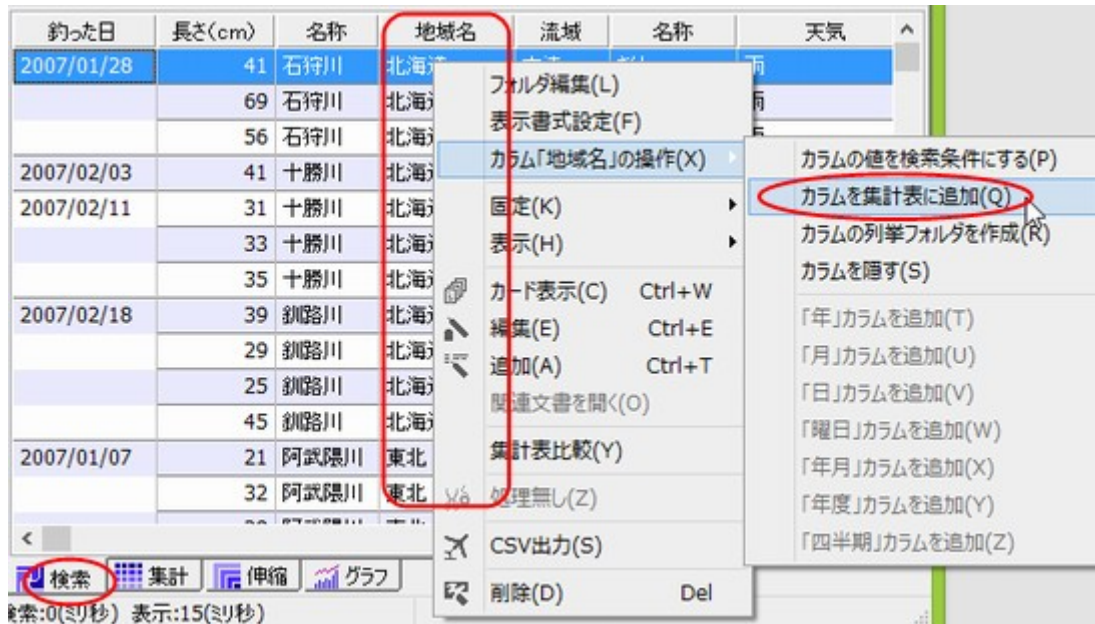 釣った日 長さ(cm) 名称 地域名 流域 名称 天気
2007/01/28 41 石狩川 北海道 雨
69 石狩川 北海道 雨
56 石狩川 北海道
2007/02/03 41 十勝川 北海道
2007/02/11 31 十勝川 北海道
33 十勝川 北海道
35 十勝川 北海道
2007/02/18 39 釧路川 北海道
29 釧路川 北海道
25 釧路川 北海道
45 釧路川 北海道
2007/01/07 21 阿武隈川 東北
32 阿武隈川 東北
フォルダ編集(L)
表示書式設定(F)
カラム「地域名」の操作(X)
固定(K)
表示(H)
カード表示(C) Ctrl+W
編集(E) Ctrl+E
追加(A) Ctrl+T
関連文書を開く(O)
集計表比較(Y)
処理無し(Z)
CSV出力(S)
削除(D) Del
カラムの値を検索条件にする(P)
カラムを集計表に追加(Q)
カラムの列挙フォルダを作成(R)
カラムを隠す(S)
「年」カラムを追加(T)
「月」カラムを追加(U)
「日」カラムを追加(V)
「曜日」カラムを追加(W)
「年月」カラムを追加(X)
「年度」カラムを追加(Y)
「四半期」カラムを追加(Z)
検索 集計 伸縮 グラフ
検索:0(ミリ秒) 表示:15(ミリ秒)